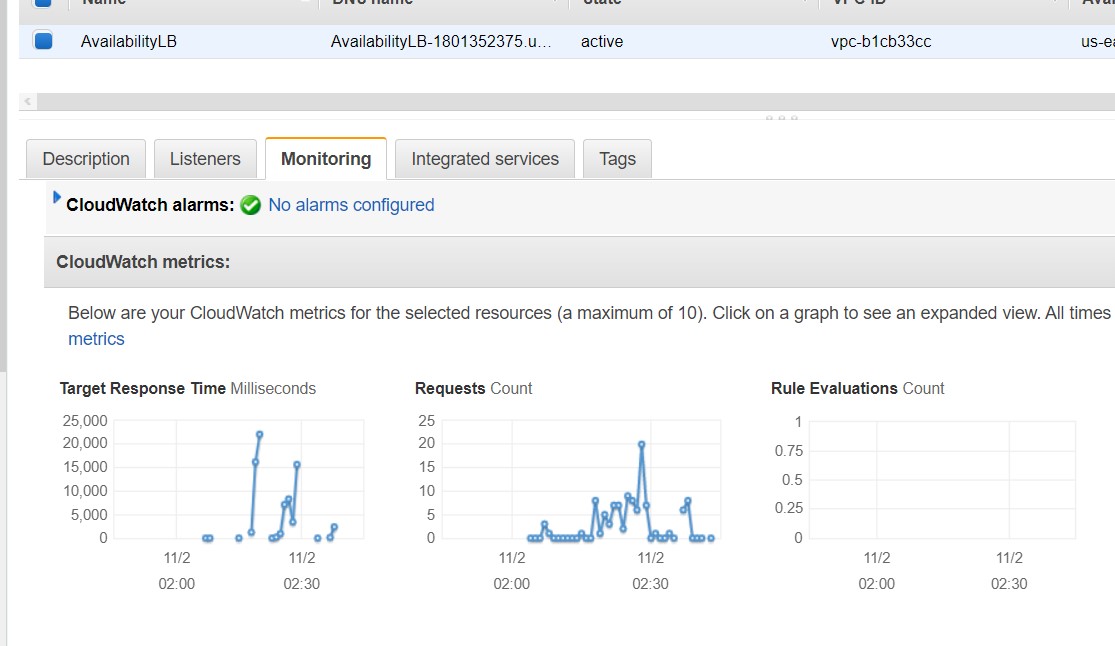 Name DNS name State VPC ID
AvailabilityLB AvailabilityLB-1801352375.u... active vpc-b1cb33cc us-ea
Description Listeners Monitoring Integrated services Tags
CloudWatch alarms: No alarms configured
CloudWatch metrics:
Below are your CloudWatch metrics for the selected resources (a maximum of 10). Click on a graph to see an expanded view. All times
metrics
Target Response Time Milliseconds
25,000
20,000
15,000
10,000
5,000
0
11/2 11/2
02:00 02:30
Requests Count
25
20
15
10
5
0
11/2 11/2
02:00 02:30
Rule Evaluations Count
1
0.75
0.5
0.25
0
11/2 11/2
02:00 02:30